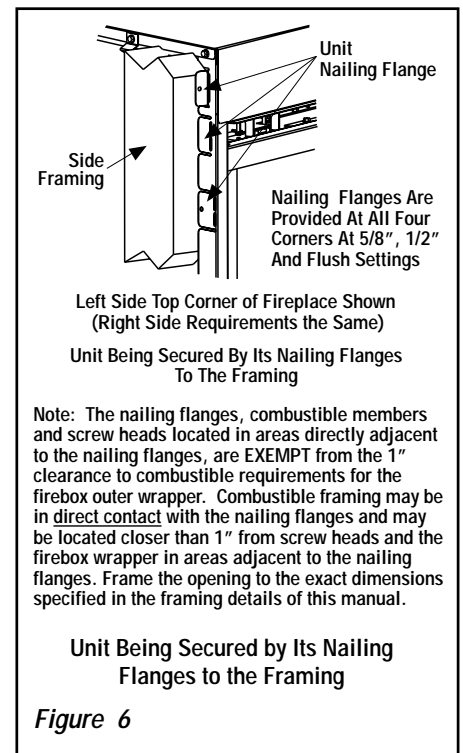 Unit
Nailing Flange
Side
Framing
Nailing Flanges Are
Provided At All Four
Corners At 5/8", 1/2"
And Flush Settings
Left Side Top Corner of Fireplace Shown
(Right Side Requirements the Same)
Unit Being Secured By Its Nailing Flanges
To The Framing
Note: The nailing flanges, combustible members
and screw heads located in areas directly adjacent
to the nailing flanges, are EXEMPT from the 1"
clearance to combustible requirements for the
firebox outer wrapper. Combustible framing may be
in direct contact with the nailing flanges and may
be located closer than 1" from screw heads and the
firebox wrapper in areas adjacent to the nailing
flanges. Frame the opening to the exact dimensions
specified in the framing details of this manual.
Unit Being Secured by Its Nailing
Flanges to the Framing
Figure 6